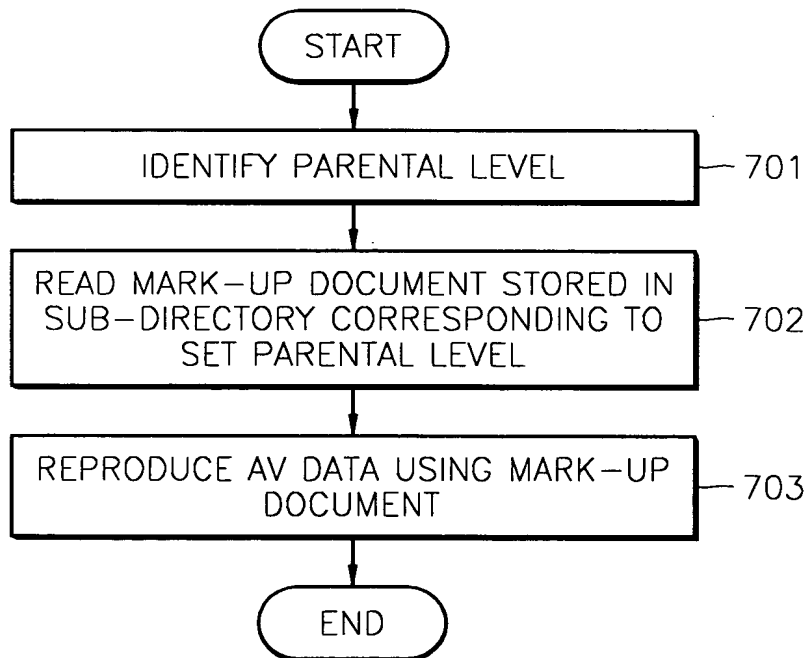 START
IDENTIFY PARENTAL LEVEL
701
READ MARK-UP DOCUMENT STORED IN
SUB-DIRECTORY CORRESPONDING TO
SET PARENTAL LEVEL
702
REPRODUCE AV DATA USING MARK-UP
DOCUMENT
703
END